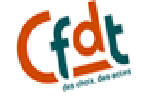 Cfdt
des choix, des actes